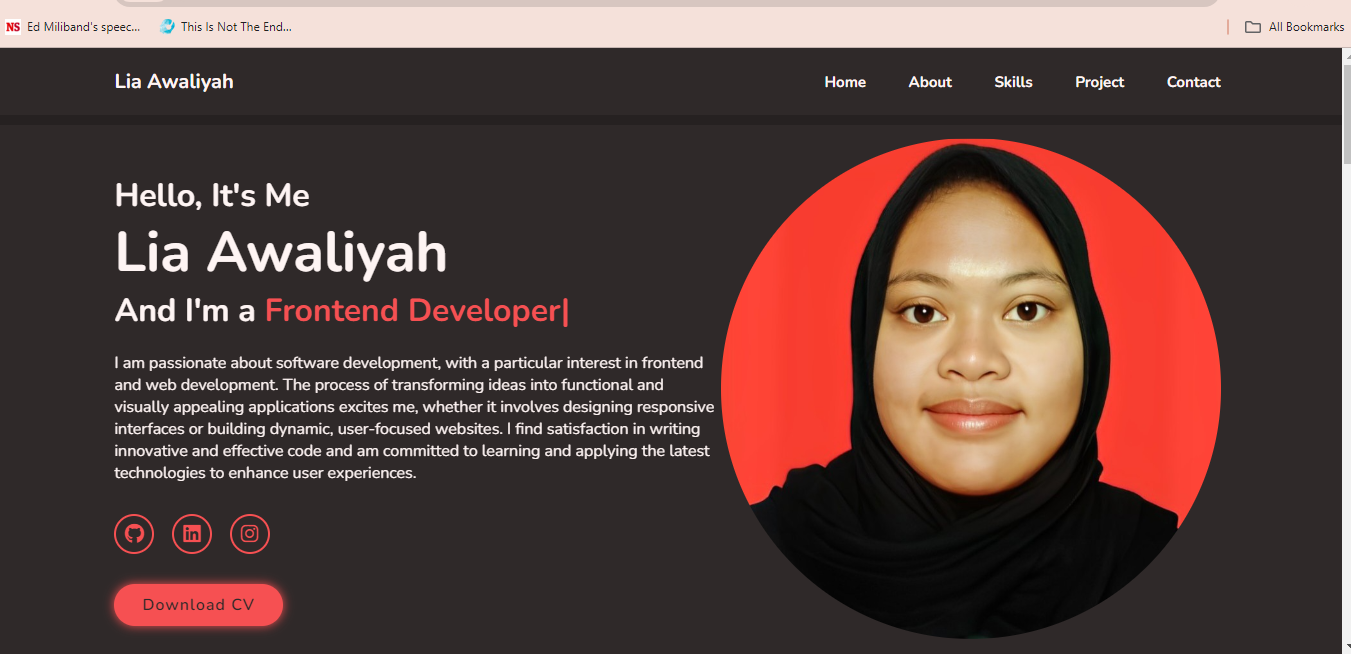 NS Ed Miliband's speec... This Is Not The End... All Bookmarks
Lia Awaliyah Home About Skills Project Contact
Hello, It's Me
Lia Awaliyah
And I'm a Frontend Developer|
I am passionate about software development, with a particular interest in frontend
and web development. The process of transforming ideas into functional and
visually appealing applications excites me, whether it involves designing responsive
interfaces or building dynamic, user-focused websites. I find satisfaction in writing
innovative and effective code and am committed to learning and applying the latest
technologies to enhance user experiences.
in
Download CV